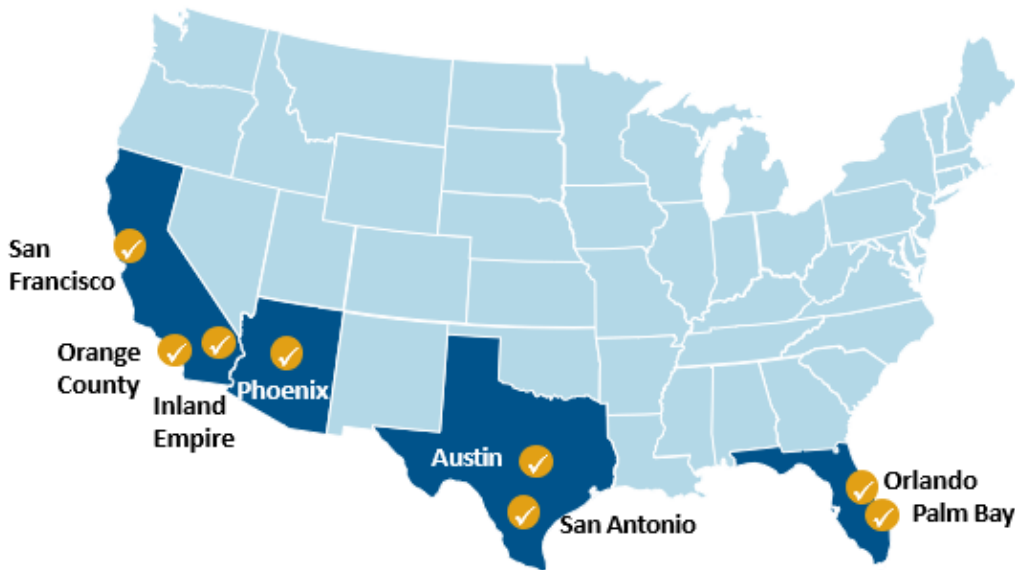 San
Francisco
Orange
County
Inland
Empire
Phoenix
Austin
San Antonio
Orlando
Palm Bay